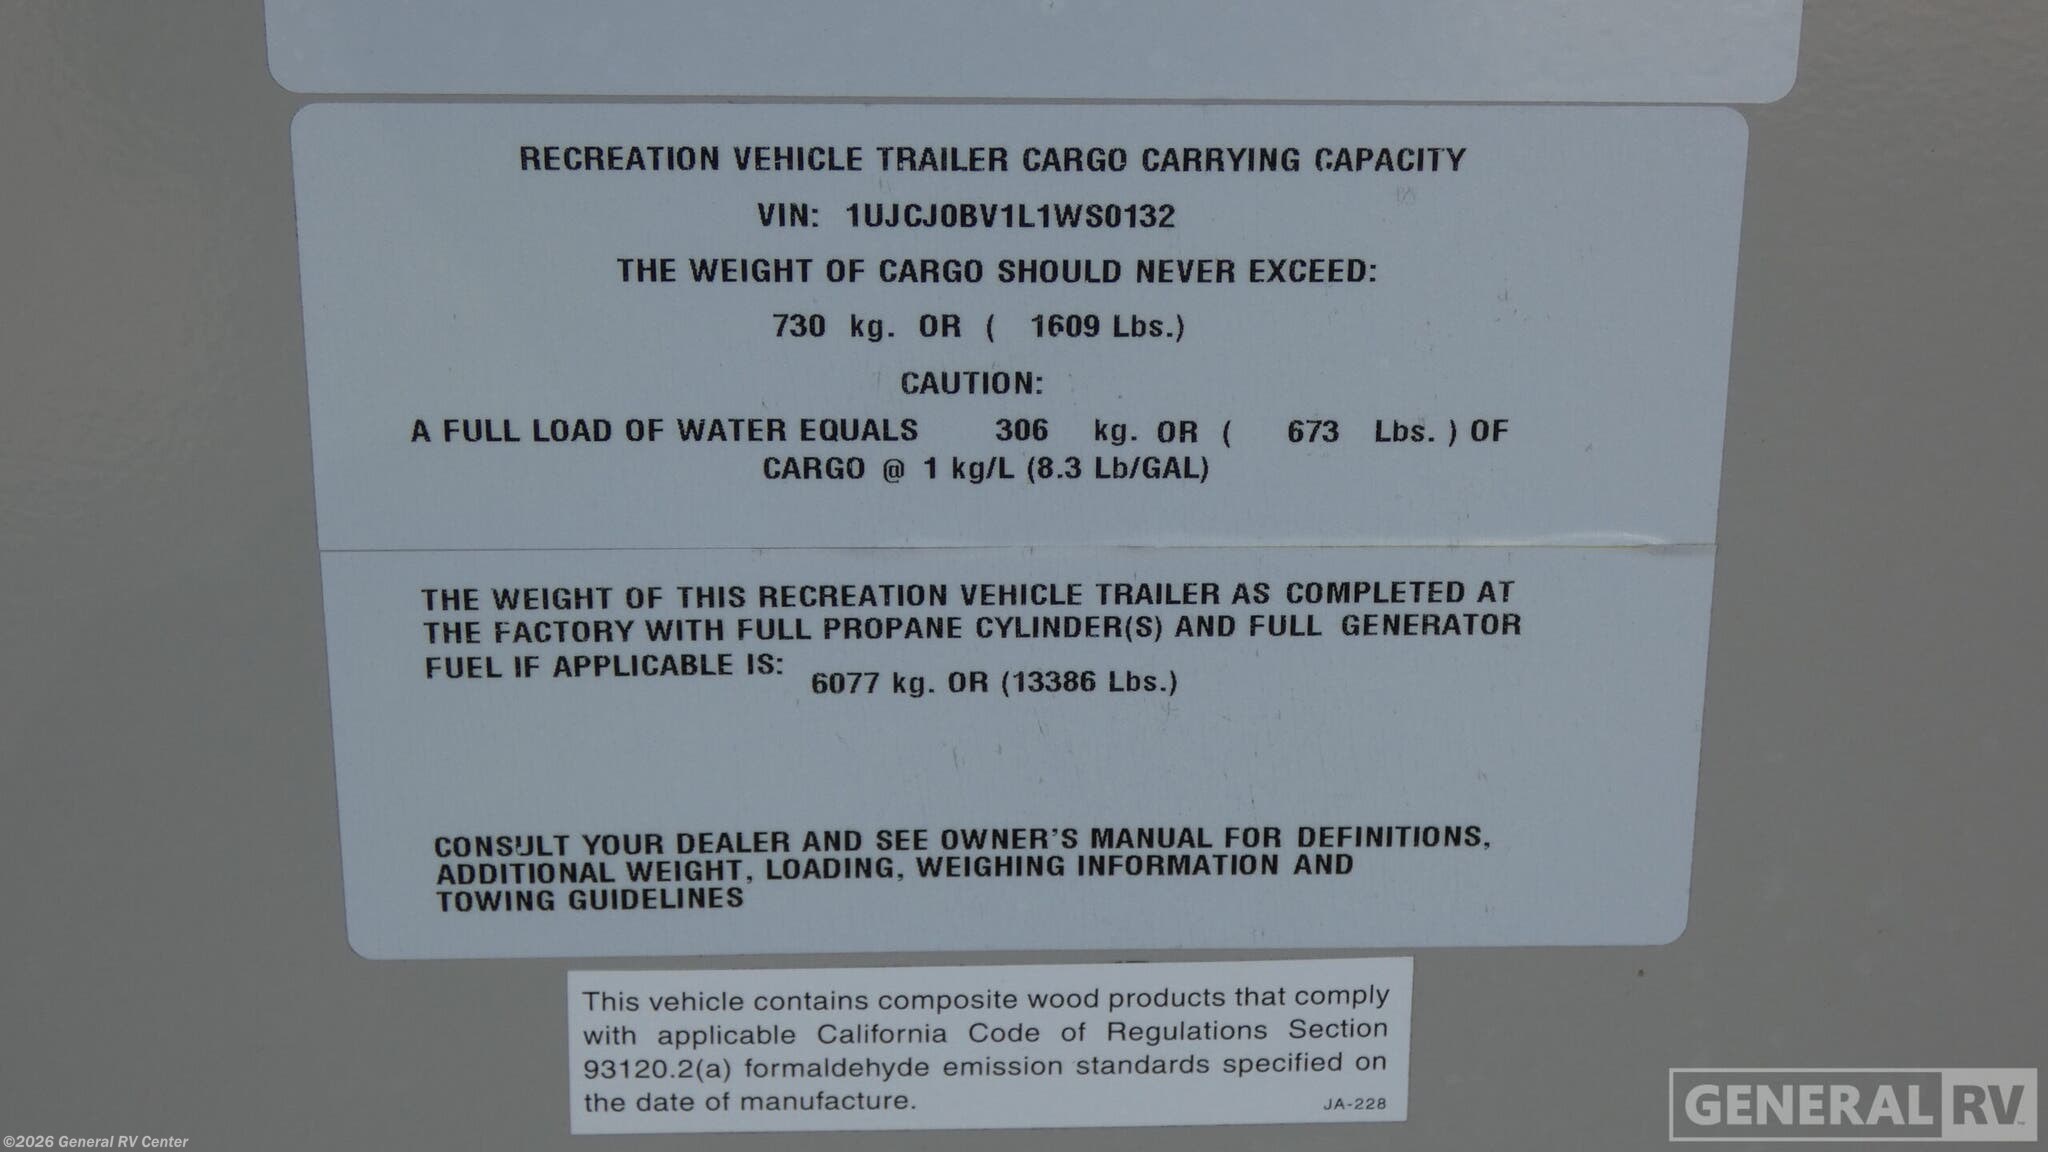 RECREATION VEHICLE TRAILER CARGO CARRYING CAPACITY
VIN: 1UJCJ0BV1L1WS0132
THE WEIGHT OF CARGO SHOULD NEVER EXCEED:
730 kg. OR ( 1609 Lbs.)
CAUTION:
A FULL LOAD OF WATER EQUALS 306 kg. OR ( 673 Lbs. ) OF
CARGO @ 1 kg/L (8.3 Lb/GAL)
THE WEIGHT OF THIS RECREATION VEHICLE TRAILER AS COMPLETED AT
THE FACTORY WITH FULL PROPANE CYLINDER(S) AND FULL GENERATOR
FUEL IF APPLICABLE IS:
6077 kg. OR (13386 Lbs.)
CONSULT YOUR DEALER AND SEE OWNER'S MANUAL FOR DEFINITIONS,
ADDITIONAL WEIGHT, LOADING, WEIGHING INFORMATION AND
TOWING GUIDELINES
This vehicle contains composite wood products that comply
with applicable California Code of Regulations Section
93120.2(a) formaldehyde emission standards specified on
the date of manufacture.
JA-228
GENERAL RV
©2026 General RV Center